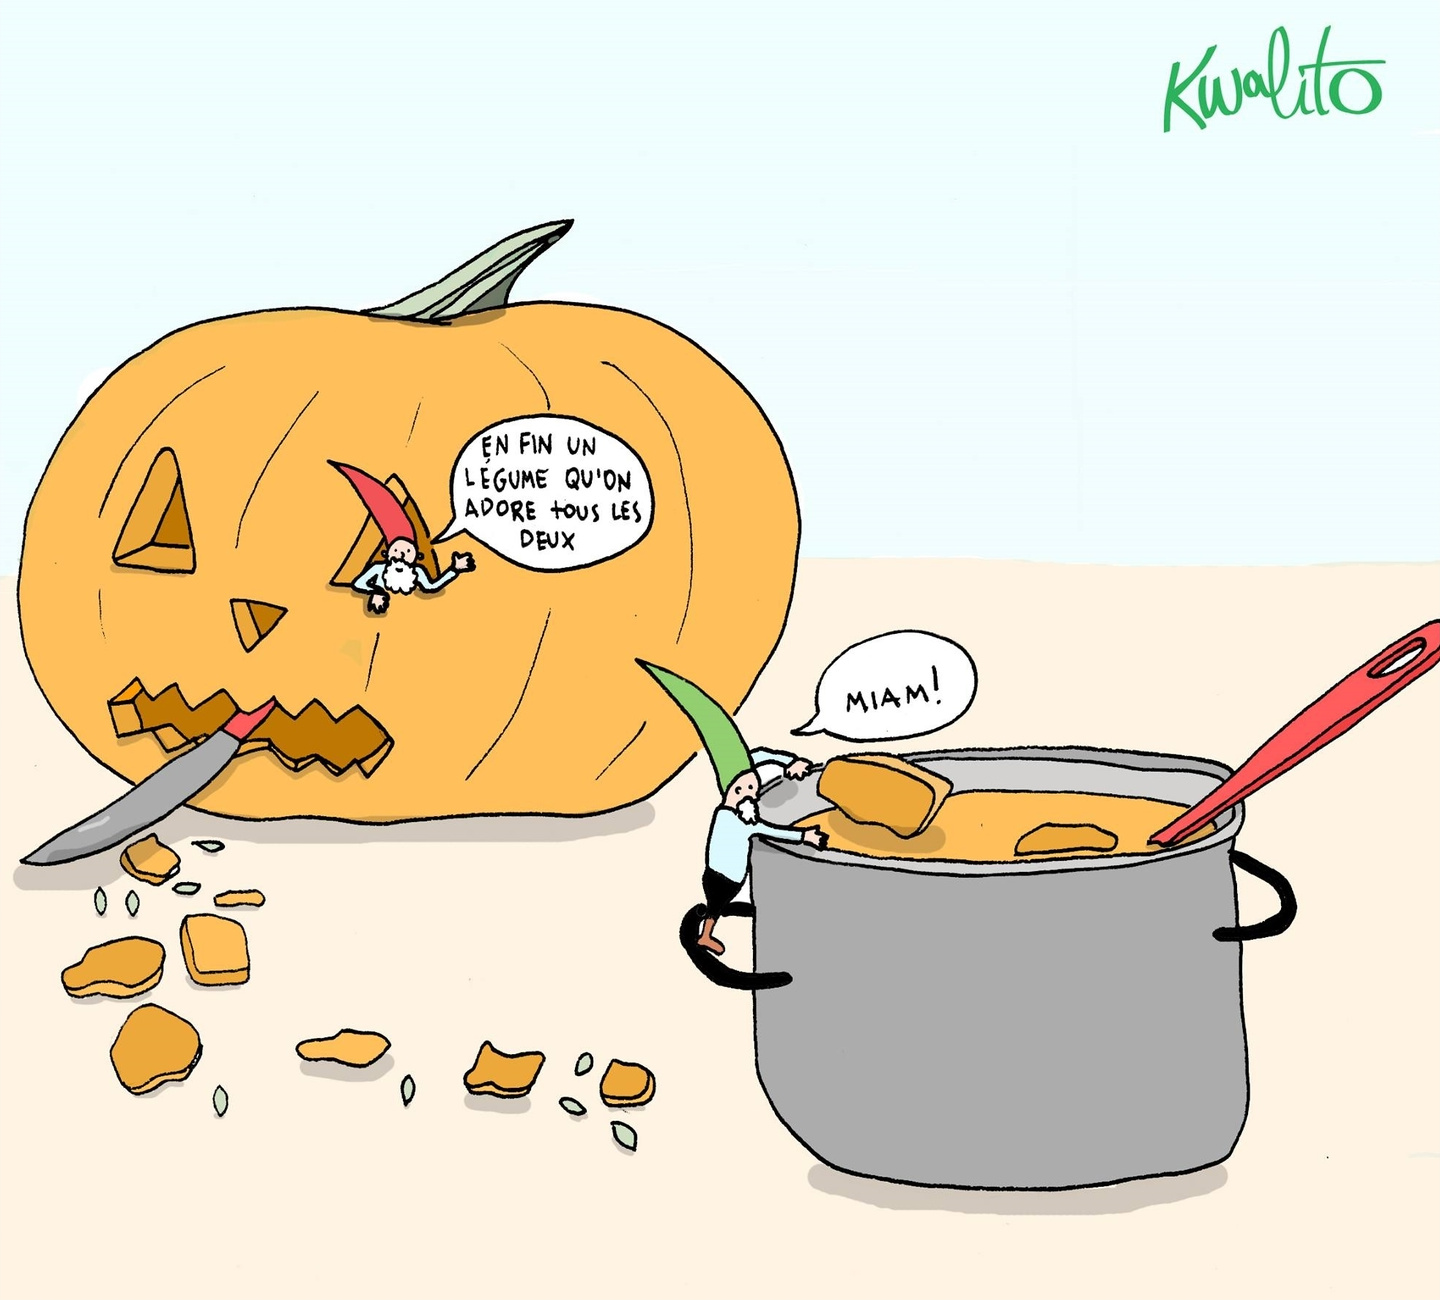 Kwalito
EN FIN UN
LÉGUME QU'ON
ADORE tOUS LES
DEUX
MIAM!